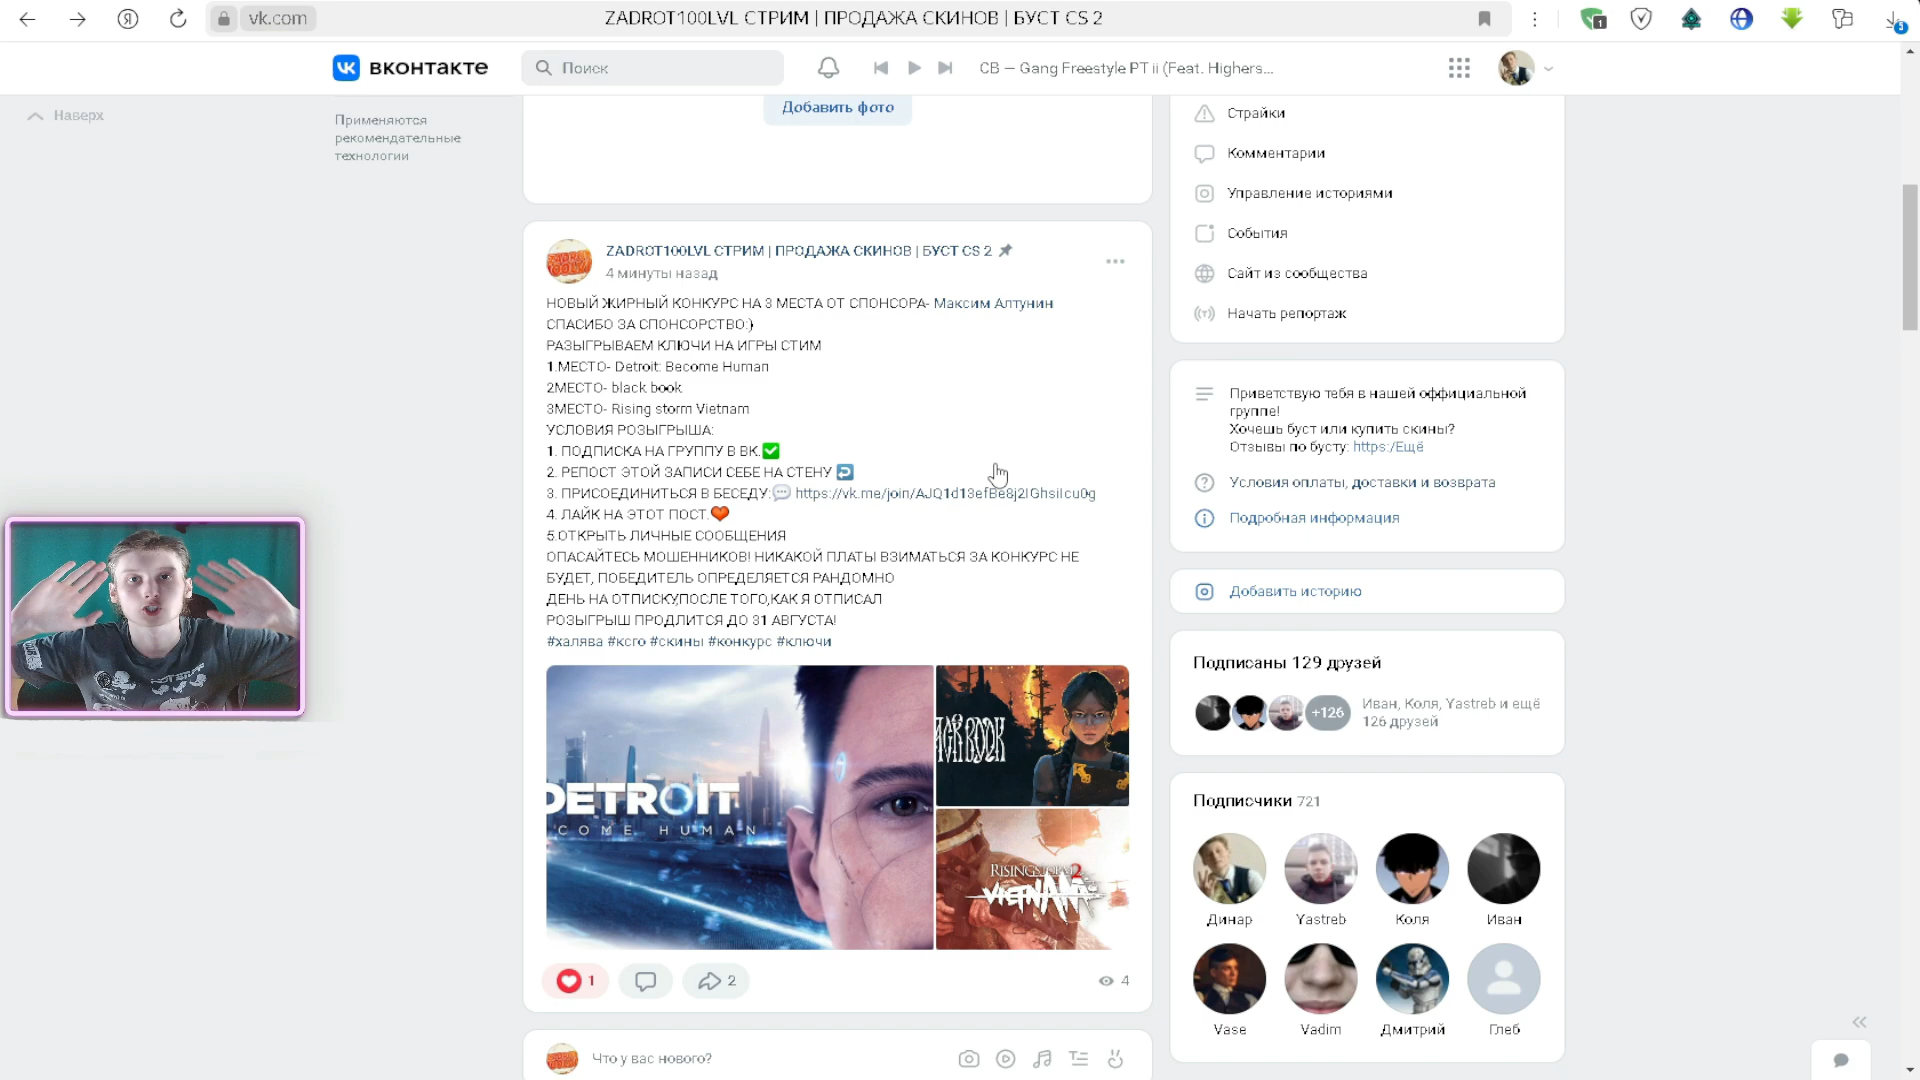 vk.com
ZADROT100LVL СТРИМ | ПРОДАЖА СКИНОВ | БУСТ CS 2
1
5
вконтакте
Поиск
CB — Gang Freestyle PT ii (Feat. Highers...
Наверх
Применяются
рекомендательные
технологии
Добавить фото
ZADROT100LVL СТРИМ | ПРОДАЖА СКИНОВ | БУСТ CS 2
4 минуты назад
НОВЫЙ ЖИРНЫЙ КОНКУРС НА 3 МЕСТА ОТ СПОНСОРА- Максим Алтунин
СПАСИБО ЗА СПОНСОРСТВО:)
РАЗЫГРЫВАЕМ КЛЮЧИ НА ИГРЫ СТИМ
1.МЕСТО- Detroit: Become Human
2МЕСТО- black book
3МЕСТО- Rising storm Vietnam
УСЛОВИЯ РОЗЫГРЫША:
1. ПОДПИСКА НА ГРУППУ В ВК.✅
2. РЕПОСТ ЭТОЙ ЗАПИСИ СЕБЕ НА СТЕНУ ↩️
3. ПРИСОЕДИНИТЬСЯ В БЕСЕДУ:💬 https://vk.me/join/AJQ1d13efBe8j2IGhsiIcu0g
4. ЛАЙК НА ЭТОТ ПОСТ.❤️
5.ОТКРЫТЬ ЛИЧНЫЕ СООБЩЕНИЯ
ОПАСАЙТЕСЬ МОШЕННИКОВ! НИКАКОЙ ПЛАТЫ ВЗИМАТЬСЯ ЗА КОНКУРС НЕ
БУДЕТ, ПОБЕДИТЕЛЬ ОПРЕДЕЛЯЕТСЯ РАНДОМНО
ДЕНЬ НА ОТПИСКУ,ПОСЛЕ ТОГО,КАК Я ОТПИСАЛ
РОЗЫГРЫШ ПРОДЛИТСЯ ДО 31 АВГУСТА!
#халява #ксго #скины #конкурс #ключи
DETROIT
COME HUMAN
BOOK
RISING STORM 2
VIETNAM
1
2
4
Что у вас нового?
Страйки
Комментарии
Управление историями
События
Сайт из сообщества
Начать репортаж
Приветствую тебя в нашей оффициальной
группе!
Хочешь буст или купить скины?
Отзывы по бусту: https:/Ещё
Условия оплаты, доставки и возврата
Подробная информация
Добавить историю
Подписаны 129 друзей
+126
Иван, Коля, Yastreb и ещё
126 друзей
Подписчики 721
Динар
Yastreb
Коля
Иван
Vase
Vadim
Дмитрий
Глеб